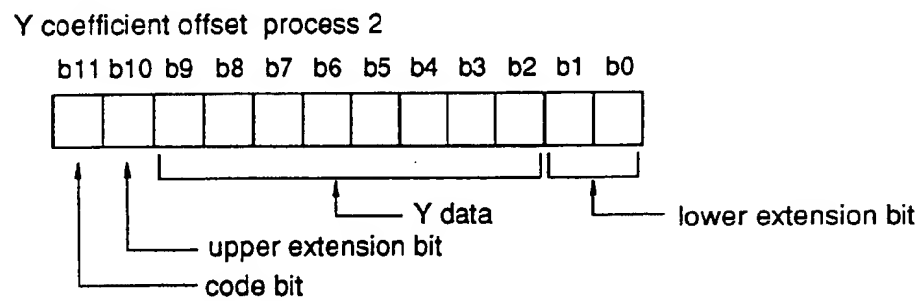 Y coefficient offset process 2
b11 b10 b9 b8 b7 b6 b5 b4 b3 b2 b1 b0
Y data
lower extension bit
upper extension bit
code bit